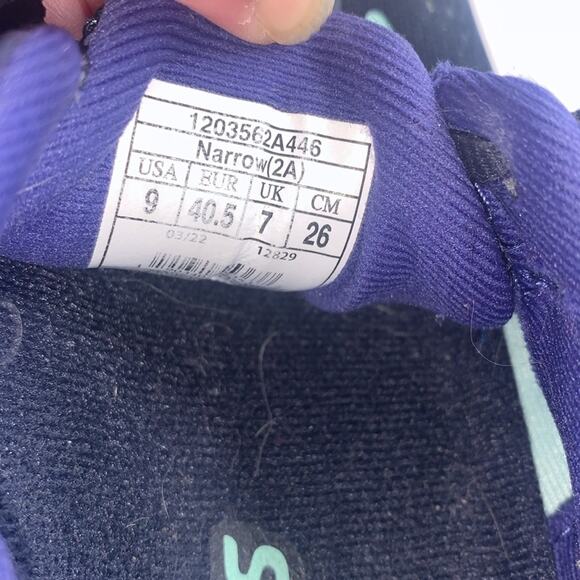 1203562A446
Narrow(2A)
USA EUR UK CM
9 40.5 7 26
03/22 12829
S